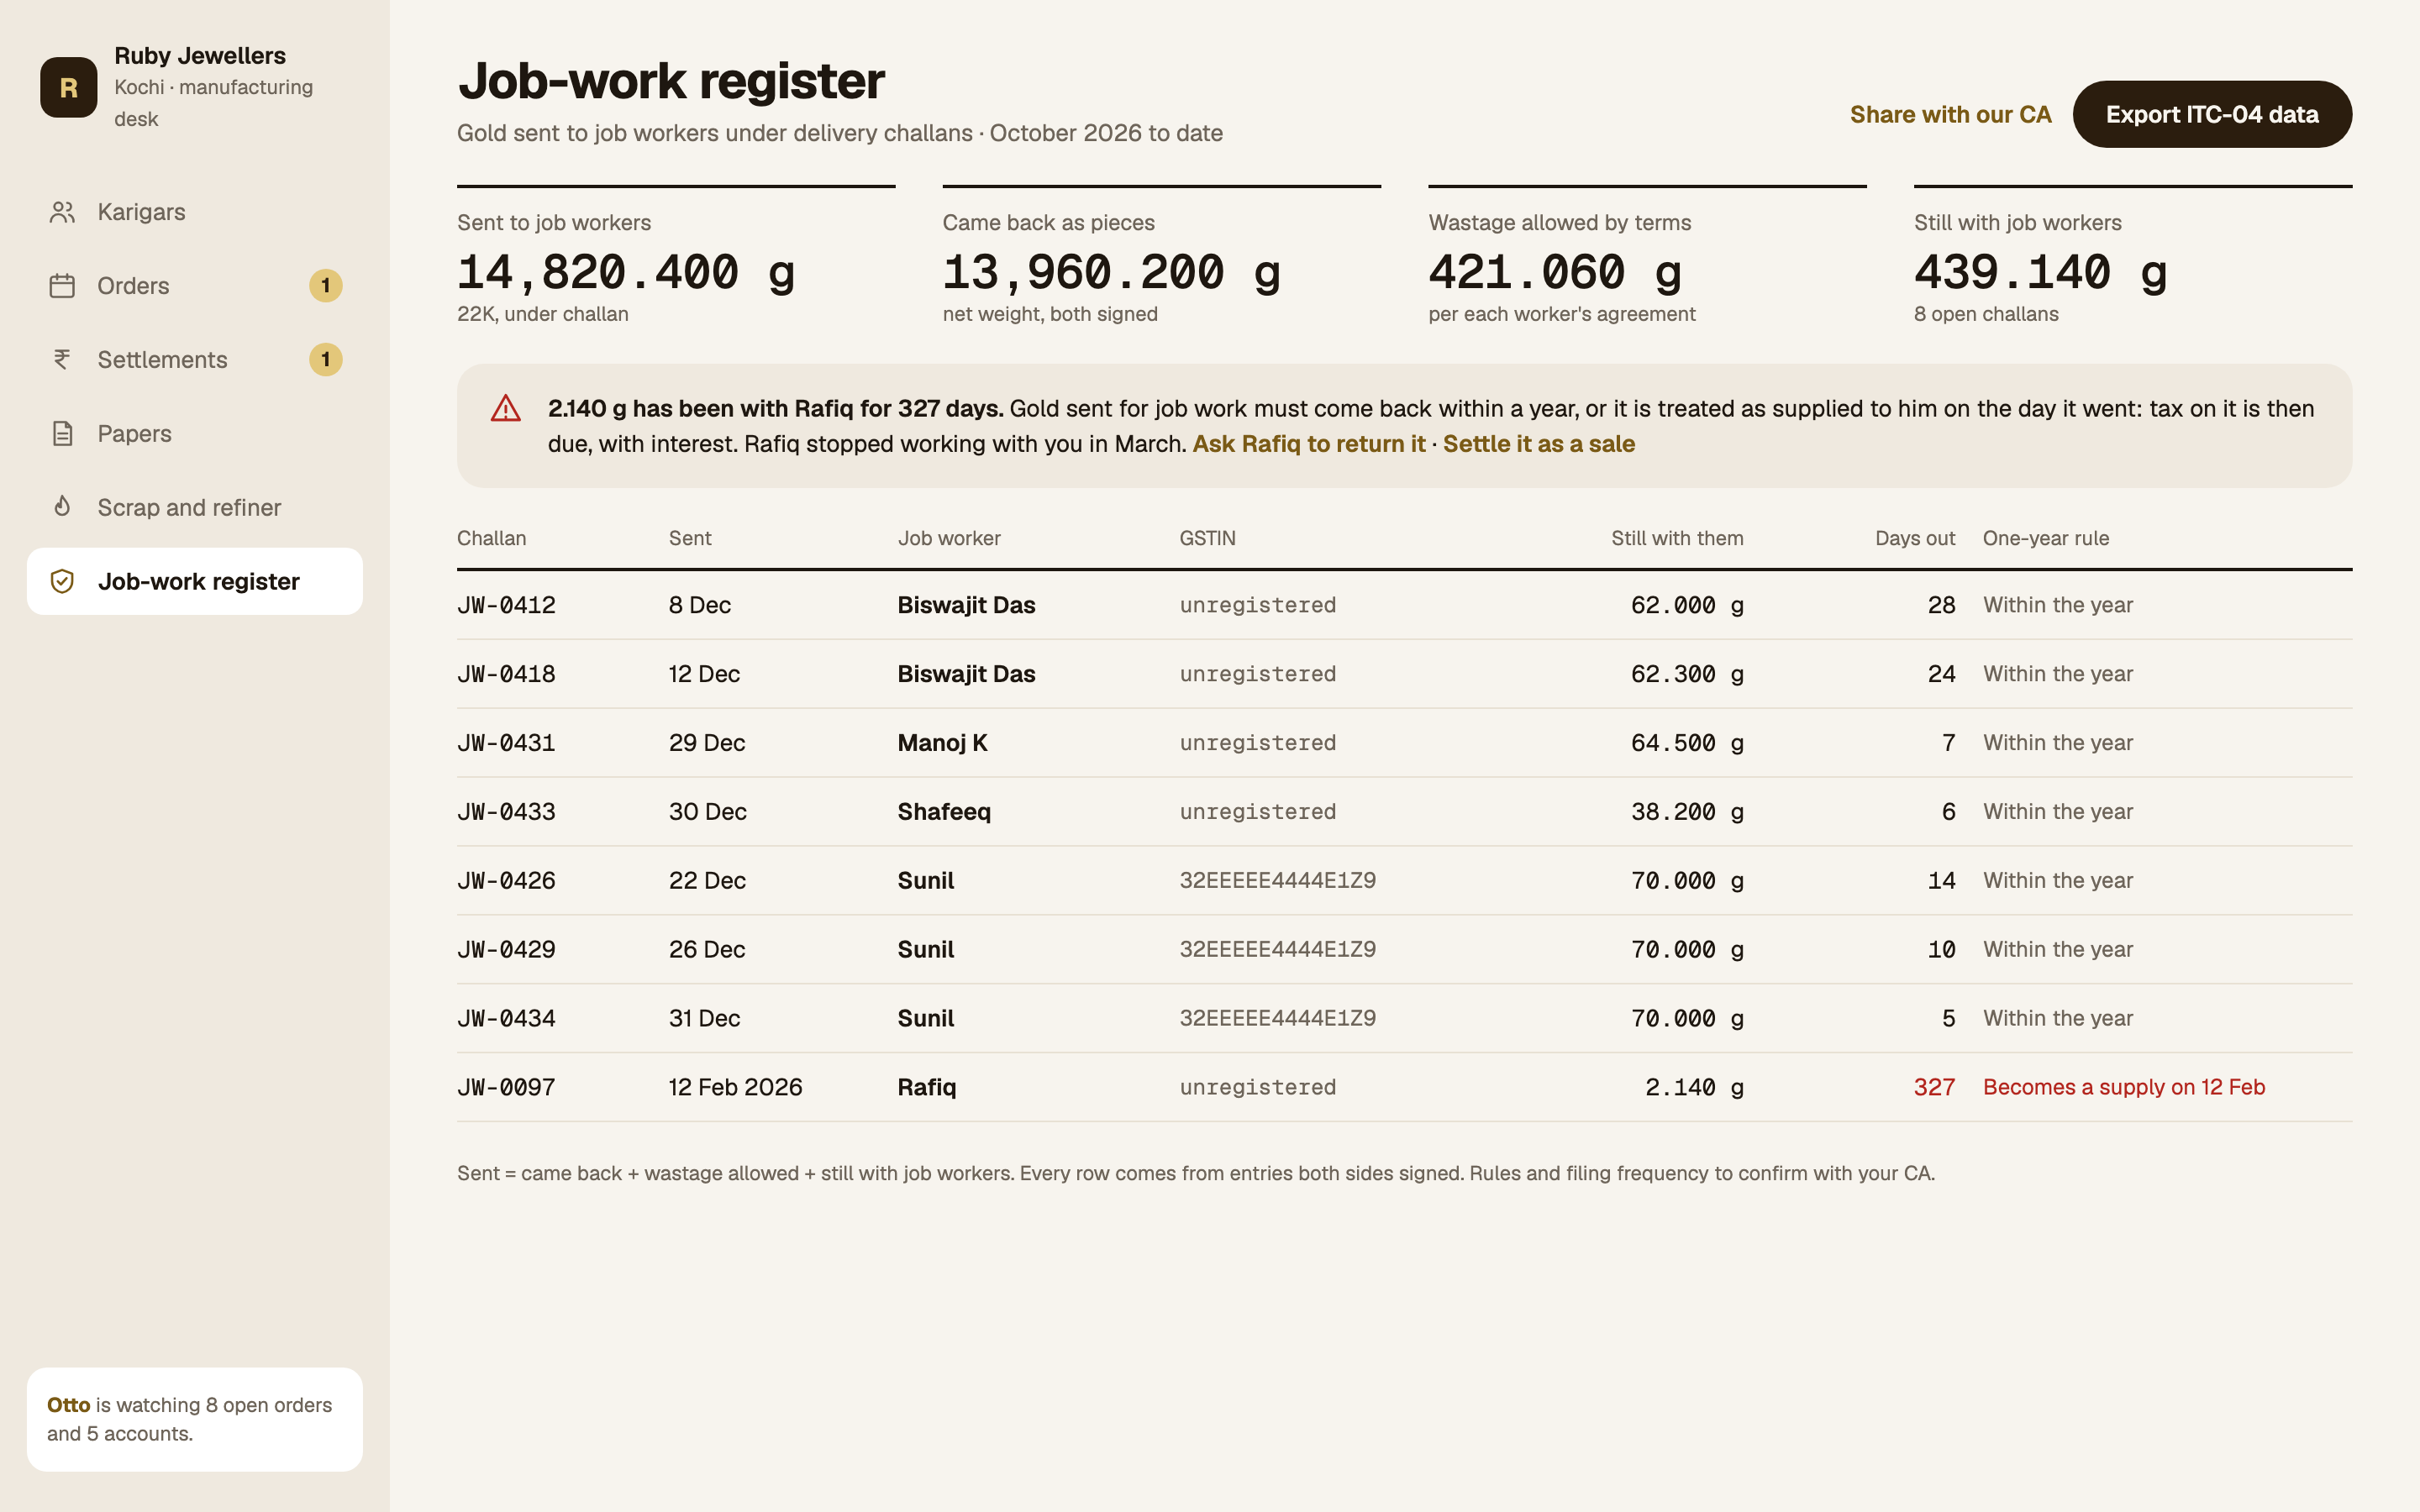 R
Ruby Jewellers
Kochi · manufacturing
desk
Karigars
Orders 1
Settlements 1
Papers
Scrap and refiner
Job-work register
Otto is watching 8 open orders
and 5 accounts.
Job-work register
Gold sent to job workers under delivery challans · October 2026 to date
Share with our CA
Export ITC-04 data
Sent to job workers
14,820.400 g
22K, under challan
Came back as pieces
13,960.200 g
net weight, both signed
Wastage allowed by terms
421.060 g
per each worker's agreement
Still with job workers
439.140 g
8 open challans
2.140 g has been with Rafiq for 327 days. Gold sent for job work must come back within a year, or it is treated as supplied to him on the day it went: tax on it is then
due, with interest. Rafiq stopped working with you in March. Ask Rafiq to return it · Settle it as a sale
Challan Sent Job worker GSTIN Still with them Days out One-year rule
JW-0412 8 Dec Biswajit Das unregistered 62.000 g 28 Within the year
JW-0418 12 Dec Biswajit Das unregistered 62.300 g 24 Within the year
JW-0431 29 Dec Manoj K unregistered 64.500 g 7 Within the year
JW-0433 30 Dec Shafeeq unregistered 38.200 g 6 Within the year
JW-0426 22 Dec Sunil 32EEEEE4444E1Z9 70.000 g 14 Within the year
JW-0429 26 Dec Sunil 32EEEEE4444E1Z9 70.000 g 10 Within the year
JW-0434 31 Dec Sunil 32EEEEE4444E1Z9 70.000 g 5 Within the year
JW-0097 12 Feb 2026 Rafiq unregistered 2.140 g 327 Becomes a supply on 12 Feb
Sent = came back + wastage allowed + still with job workers. Every row comes from entries both sides signed. Rules and filing frequency to confirm with your CA.